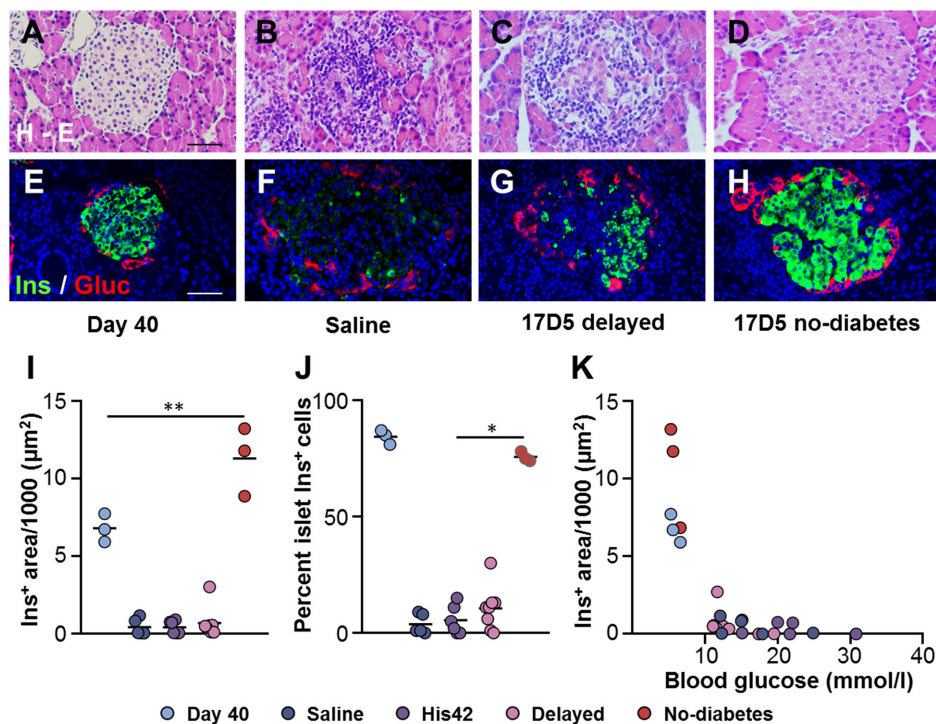 A B C D
H - E
E F G H
Ins / Gluc
Day 40 Saline 17D5 delayed 17D5 no-diabetes
I J K
Ins⁺ area/1000 (µm²)
15
10
5
0
**
Percent islet Ins⁺ cells
100
50
0
*
Ins⁺ area/1000 (µm²)
15
10
5
0
10 20 30 40
Blood glucose (mmol/l)
Day 40 Saline His42 Delayed No-diabetes